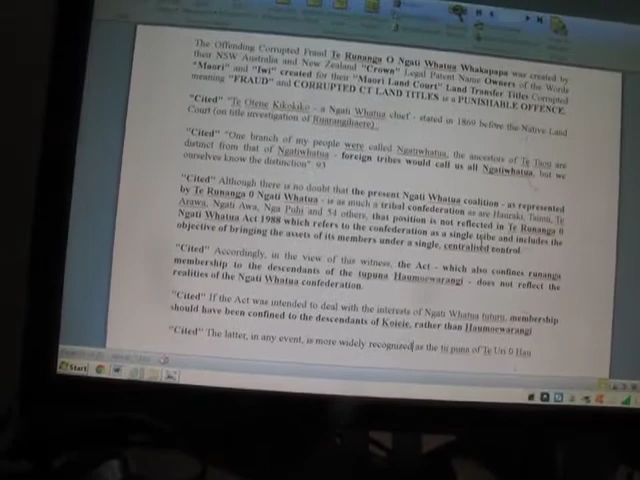 The Offending Corrupted Fraud Te Runanga O Ngati Whatua Whakapapa was created by
their NSW Australia and New Zealand "Crown" Legal Patent Name Owners of the Words
"Maori" and "Iwi" created for their "Maori Land Court" Land Transfer Titles Corrupted
meaning "FRAUD" and CORRUPTED CT LAND TITLES is a PUNISHABLE OFFENCE.
"Cited" "Te Otene Kikokiko - a Ngati Whatua chief - stated in 1869 before the Native Land
Court (on title investigation of Ruarangihaere)
"Cited" "One branch of my people were called Ngatiwhatua, the ancestors of Te Taou are
distinct from that of Ngatiwhatua - foreign tribes would call us all Ngatiwhatua, but we
ourselves know the distinction". 93
"Cited" Although there is no doubt that the present Ngati Whatua coalition - as represented
by Te Runanga 0 Ngati Whatua - is as much a tribal confederation as are Hauraki, Tainui, Te
Arawa, Ngati Awa, Nga Puhi and 54 others, that position is not reflected in Te Runanga 0
Ngati Whatua Act 1988 which refers to the confederation as a single tribe and includes the
objective of bringing the assets of its members under a single, centralised control.
"Cited" Accordingly, in the view of this witness, the Act - which also confines runanga
membership to the descendants of the tupuna Haumoewarangi - does not reflect the
realities of the Ngati Whatua confederation.
"Cited" If the Act was intended to deal with the interests of Ngati Whatua tuturu, membership
should have been confined to the descendants of Koieie, rather than Haumoewarangi
"Cited" The latter, in any event, is more widely recognized as the tu puna of Te Uri 0 Hau
Start